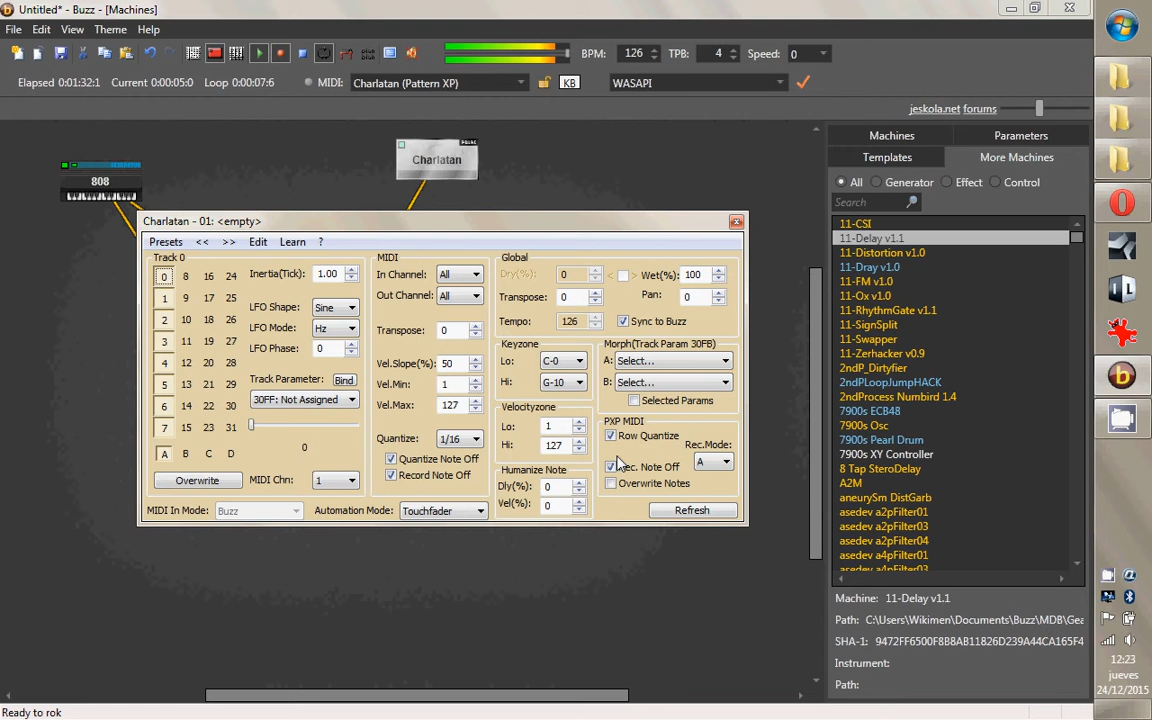 Untitled* - Buzz - [Machines]
File Edit View Theme Help
BPM: 126 TPB: 4 Speed: 0
Elapsed 0:01:32:1 Current 0:00:05:0 Loop 0:00:07:6 MIDI: Charlatan (Pattern XP) KB WASAPI
jeskola.net forums
Machines Parameters
Templates More Machines
All Generator Effect Control
Search
11-CSI
11-Delay v1.1
11-Distortion v1.0
11-Dray v1.0
11-FM v1.0
11-Ox v1.0
11-RhythmGate v1.1
11-SignSplit
11-Swapper
11-Zerhacker v0.9
2ndP_Dirtyfier
2ndPLoopJumpHACK
2ndProcess Numbird 1.4
7900s ECB48
7900s Osc
7900s Pearl Drum
7900s XY Controller
8 Tap SteroDelay
A2M
aneurySm DistGarb
asedev a2pFilter01
asedev a2pFilter03
asedev a2pFilter04
asedev a4pFilter01
asedev a4pFilter03
Machine: 11-Delay v1.1
Path: C:\Users\Wikimen\Documents\Buzz\MDB\Gea
SHA-1: 9472FF6500F8B8AB11826D239A44CA165F4
Instrument:
Path:
808
Charlatan
Charlatan - 01: <empty>
Presets << >> Edit Learn ?
Track 0
0 8 16 24
1 9 17 25
2 10 18 26
3 11 19 27
4 12 20 28
5 13 21 29
6 14 22 30
7 15 23 31
A B C D
Overwrite
Inertia(Tick): 1.00
LFO Shape: Sine
LFO Mode: Hz
LFO Phase: 0
Track Parameter: Bind
30FF: Not Assigned
0
MIDI Chn: 1
MIDI In Mode: Buzz
Automation Mode: Touchfader
MIDI
In Channel: All
Out Channel: All
Transpose: 0
Vel.Slope(%): 50
Vel.Min: 1
Vel.Max: 127
Quantize: 1/16
Quantize Note Off
Record Note Off
Global
Dry(%): 0 < > Wet(%): 100
Transpose: 0 Pan: 0
Tempo: 126 Sync to Buzz
Keyzone
Lo: C-0
Hi: G-10
Velocityzone
Lo: 1
Hi: 127
Humanize Note
Dly(%): 0
Vel(%): 0
Morph(Track Param 30FB)
A: Select...
B: Select...
Selected Params
PXP MIDI
Row Quantize
Rec.Mode:
ec. Note Off A
Overwrite Notes
Refresh
Ready to rok
12:23
jueves
24/12/2015